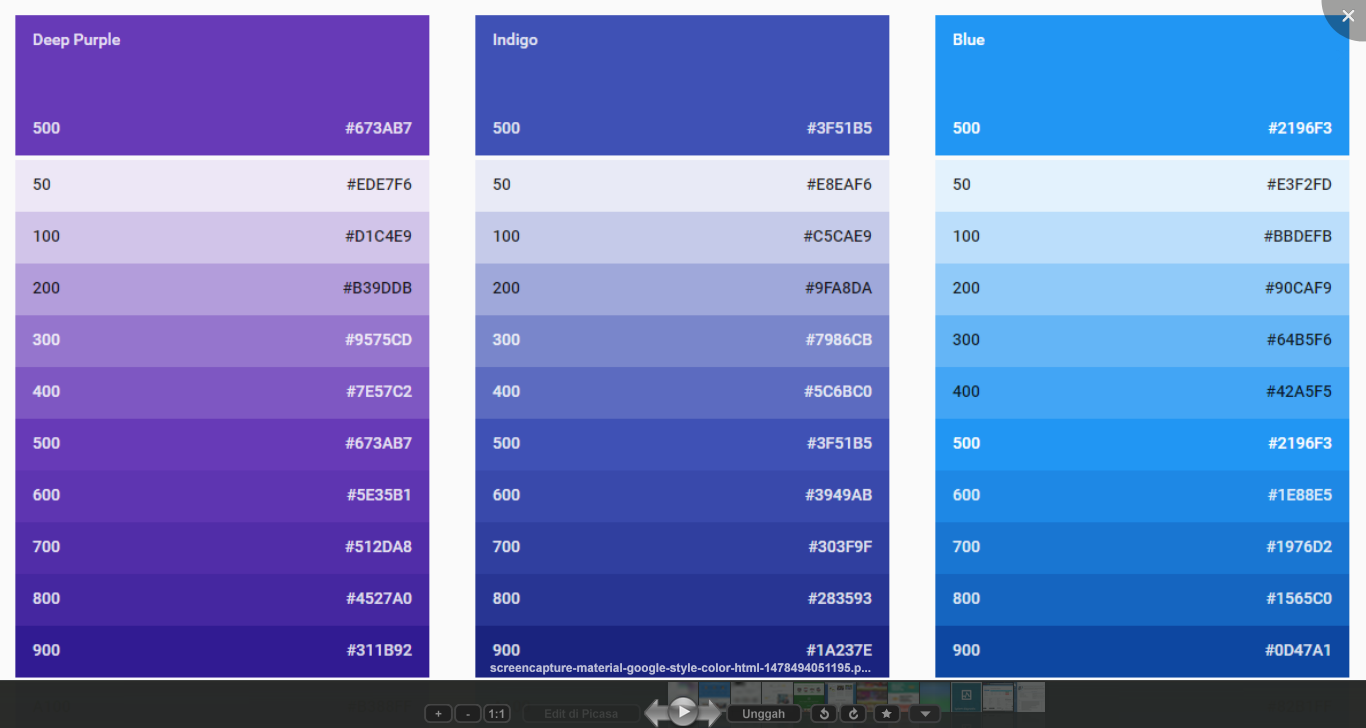 Deep Purple
500 #673AB7
50 #EDE7F6
100 #D1C4E9
200 #B39DDB
300 #9575CD
400 #7E57C2
500 #673AB7
600 #5E35B1
700 #512DA8
800 #4527A0
900 #311B92
Indigo
500 #3F51B5
50 #E8EAF6
100 #C5CAE9
200 #9FA8DA
300 #7986CB
400 #5C6BC0
500 #3F51B5
600 #3949AB
700 #303F9F
800 #283593
900 #1A237E
Blue
500 #2196F3
50 #E3F2FD
100 #BBDEFB
200 #90CAF9
300 #64B5F6
400 #42A5F5
500 #2196F3
600 #1E88E5
700 #1976D2
800 #1565C0
900 #0D47A1
screencapture-material-google-style-color-html-1478494051195.p...
+ - 1:1 Edit di Picasa Unggah